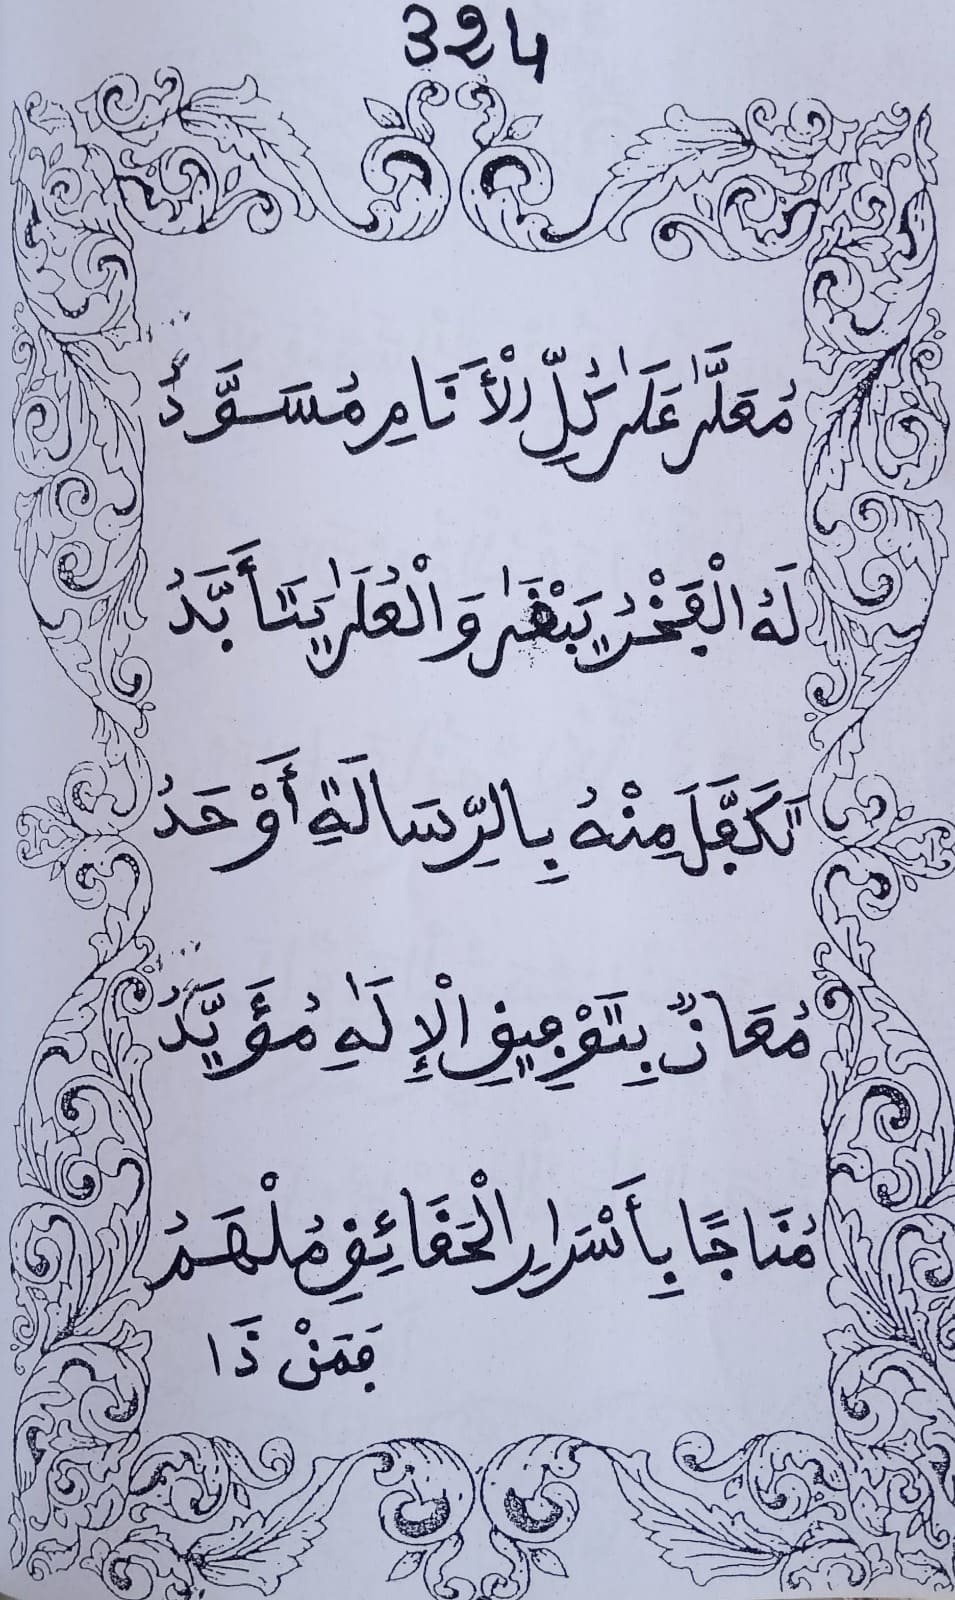 324
مُعَلًّى عَلَى كُلِّ الْأَنَامِ مُسَوَّدٌ
لَهُ الْفَخْرُ يَبْقَى وَالْعُلَى يَتَأَبَّدُ
تَكَفَّلَ مِنْهُ بِالرِّسَالَةِ أَوْحَدُ
مُعَانٌ بِتَوْفِيقِ الْإِلَهِ مُؤَيَّدُ
مُنَاجًا بِأَسْرَارِ الْحَقَائِقِ مُلْهَمُ
فَمَنْ ذَا